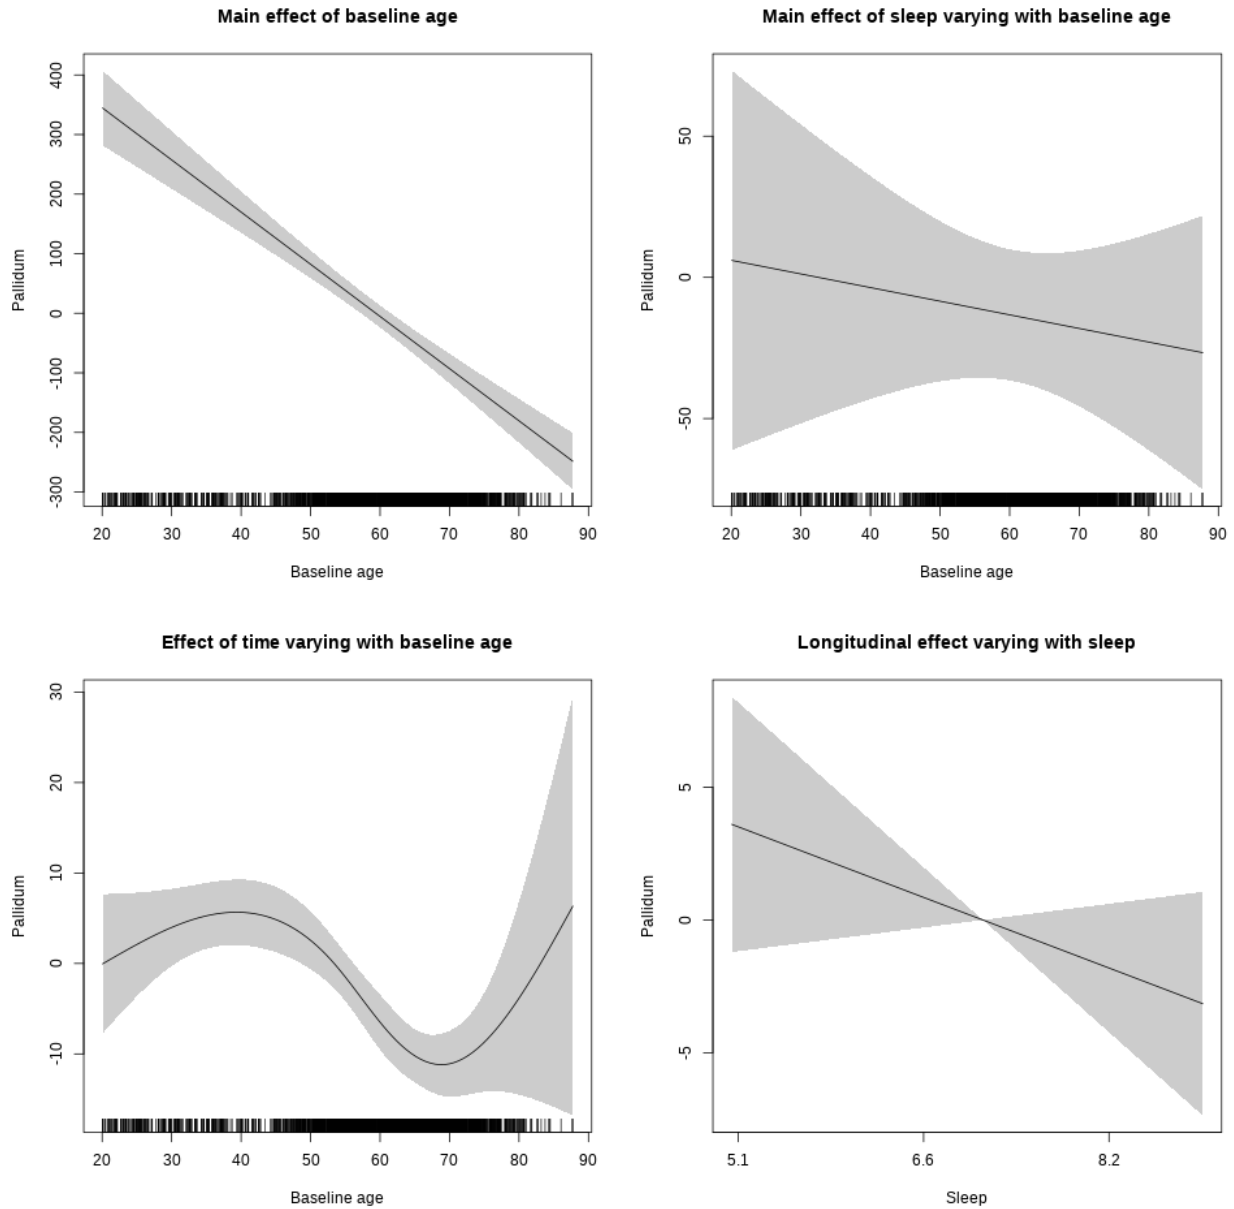 Main effect of baseline age
400
300
200
100
0
-100
-200
-300
Pallidum
20 30 40 50 60 70 80 90
Baseline age
Main effect of sleep varying with baseline age
50
0
-50
Pallidum
20 30 40 50 60 70 80 90
Baseline age
Effect of time varying with baseline age
30
20
10
0
-10
Pallidum
20 30 40 50 60 70 80 90
Baseline age
Longitudinal effect varying with sleep
5
0
-5
Pallidum
5.1 6.6 8.2
Sleep